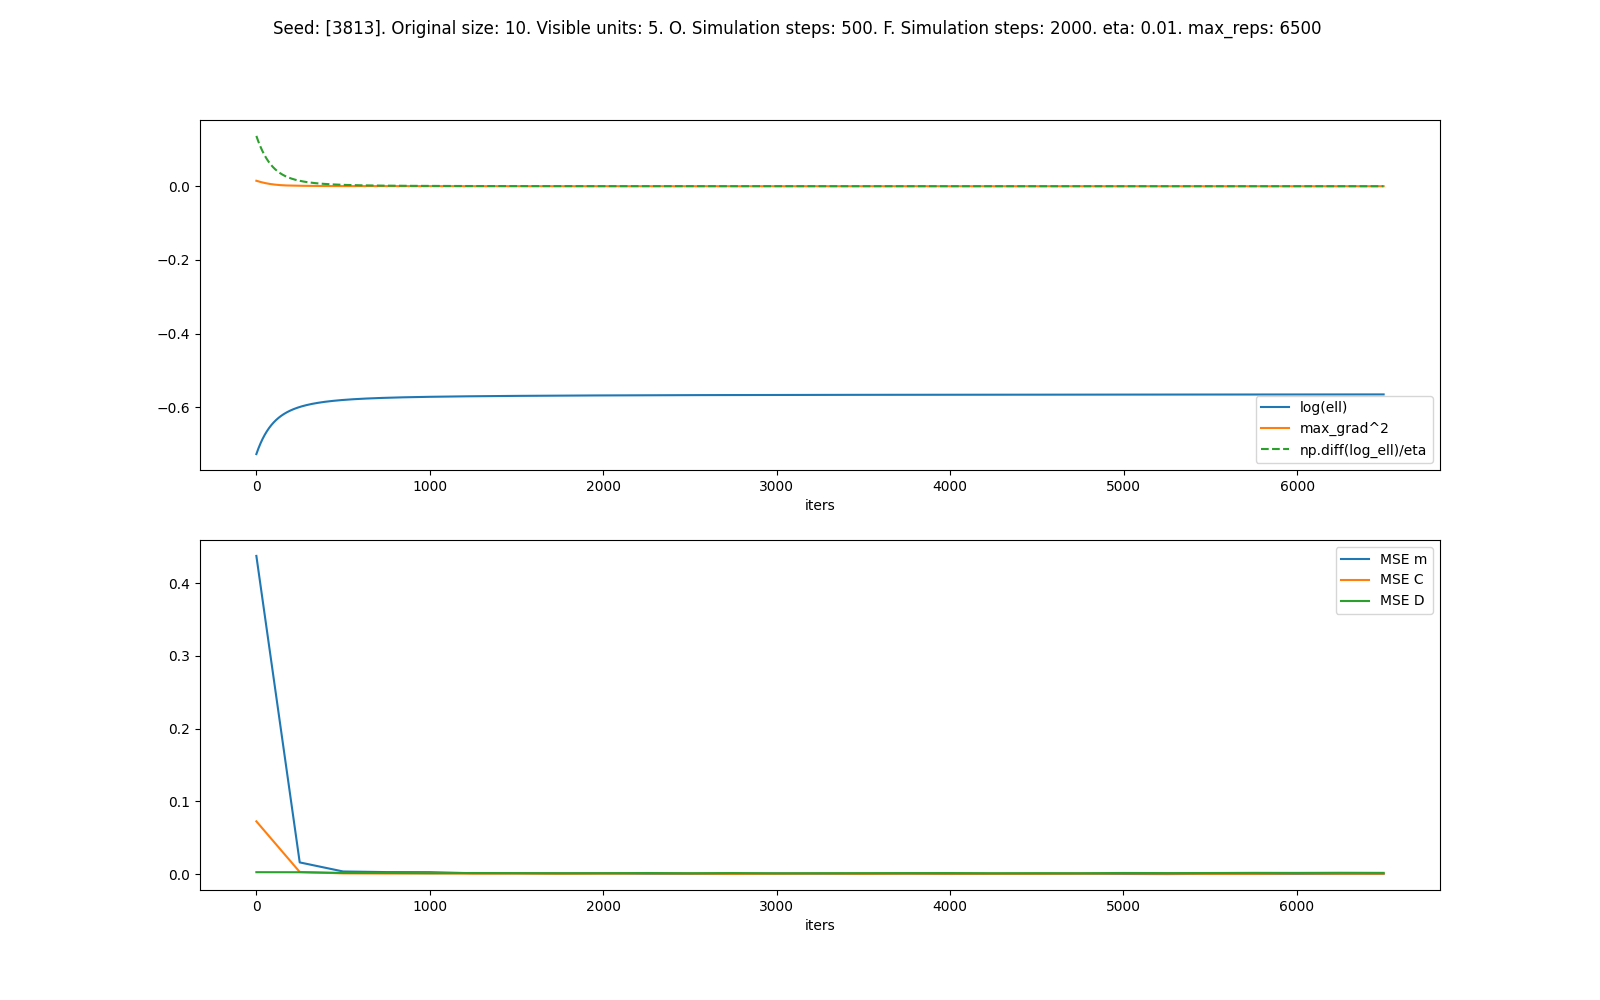 Seed: [3813]. Original size: 10. Visible units: 5. O. Simulation steps: 500. F. Simulation steps: 2000. eta: 0.01. max_reps: 6500
0.0
−0.2
−0.4
−0.6
log(ell)
max_grad^2
np.diff(log_ell)/eta
0 1000 2000 3000 4000 5000 6000
iters
0.4
0.3
0.2
0.1
0.0
MSE m
MSE C
MSE D
0 1000 2000 3000 4000 5000 6000
iters